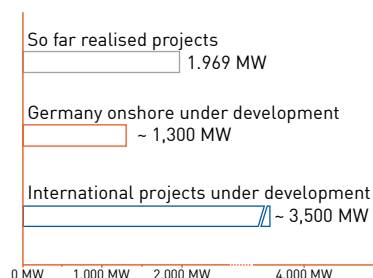 So far realised projects
1.969 MW
Germany onshore under development
~ 1,300 MW
International projects under development
~ 3,500 MW
0 MW 1.000 MW 2.000 MW 4.000 MW